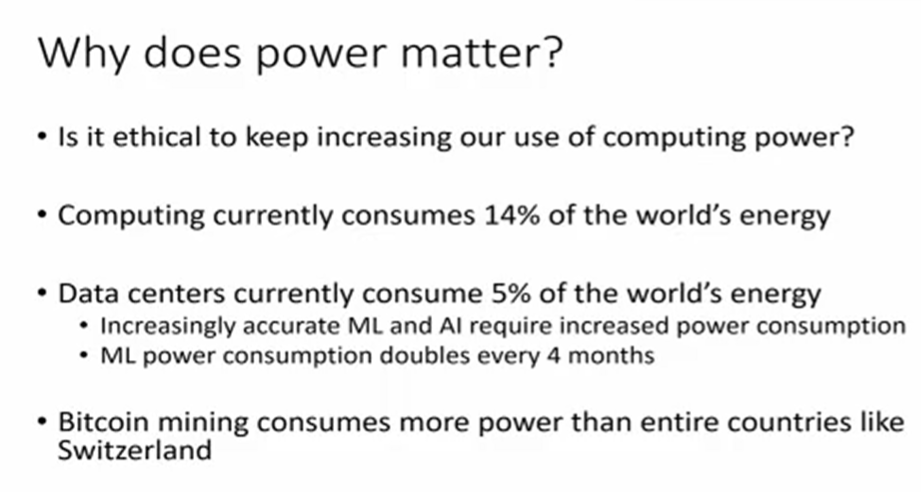 Why does power matter?
• Is it ethical to keep increasing our use of computing power?
• Computing currently consumes 14% of the world's energy
• Data centers currently consume 5% of the world's energy
• Increasingly accurate ML and AI require increased power consumption
• ML power consumption doubles every 4 months
• Bitcoin mining consumes more power than entire countries like
Switzerland